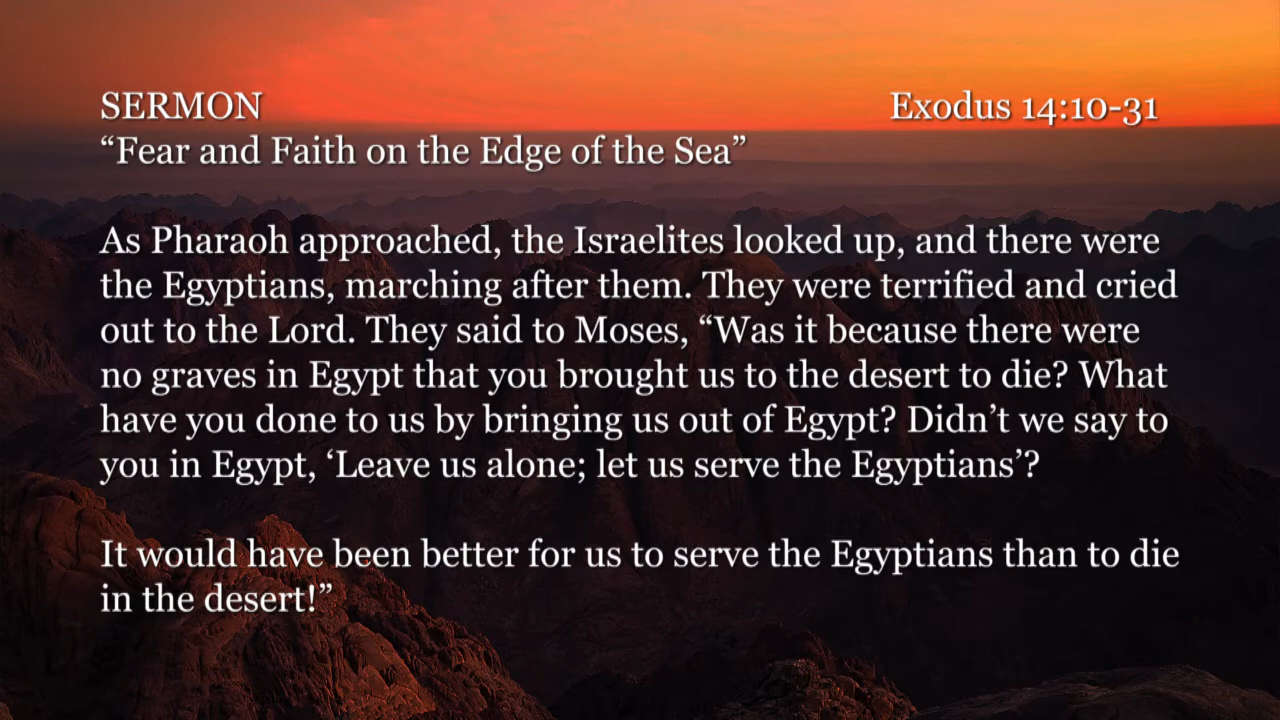 SERMON Exodus 14:10-31
“Fear and Faith on the Edge of the Sea”
As Pharaoh approached, the Israelites looked up, and there were
the Egyptians, marching after them. They were terrified and cried
out to the Lord. They said to Moses, “Was it because there were
no graves in Egypt that you brought us to the desert to die? What
have you done to us by bringing us out of Egypt? Didn’t we say to
you in Egypt, ‘Leave us alone; let us serve the Egyptians’?
It would have been better for us to serve the Egyptians than to die
in the desert!”